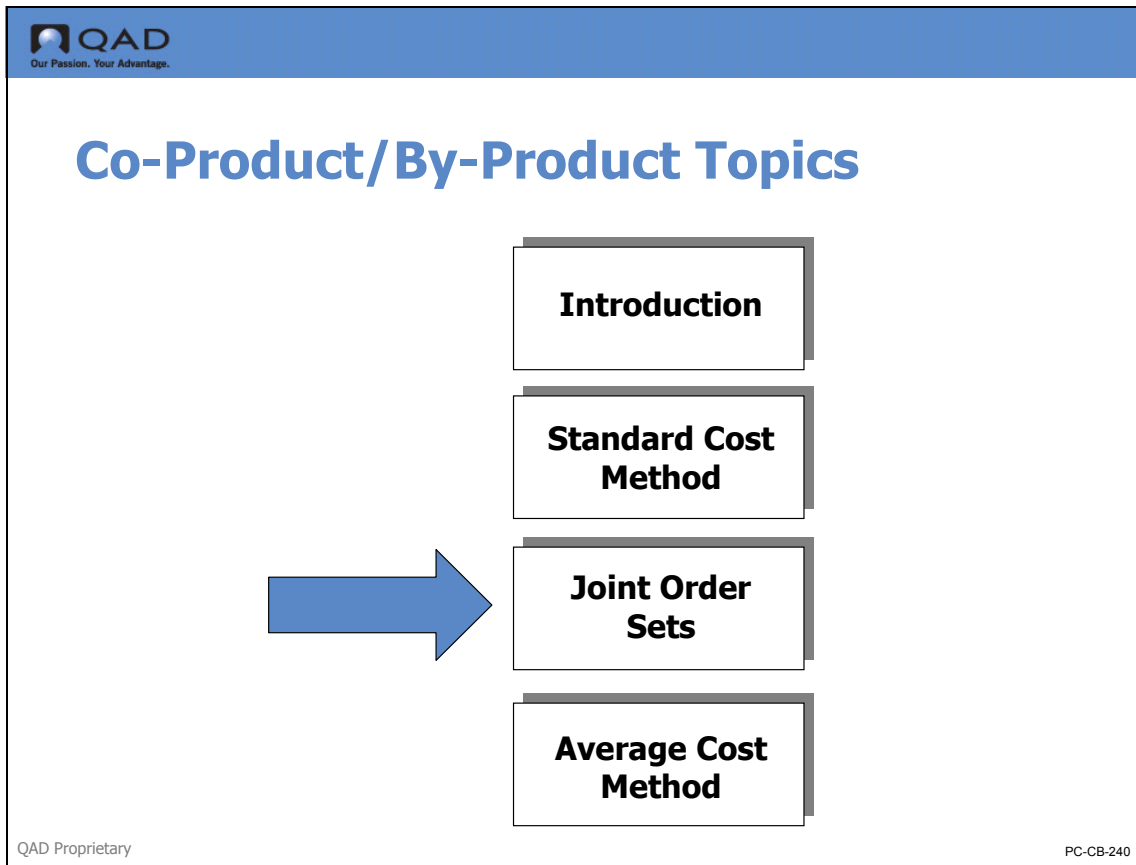 QAD
Our Passion. Your Advantage.
Co-Product/By-Product Topics
Introduction
Standard Cost
Method
Joint Order
Sets
Average Cost
Method
QAD Proprietary
PC-CB-240